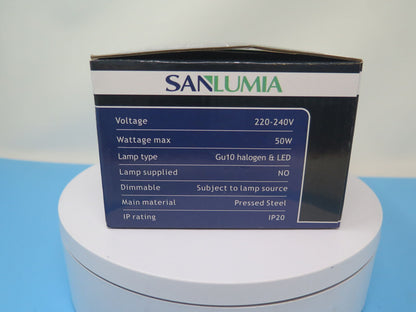 SANLUMIA
Voltage 220-240V
Wattage max 50W
Lamp type Gu10 halogen & LED
Lamp supplied NO
Dimmable Subject to lamp source
Main material Pressed Steel
IP rating IP20